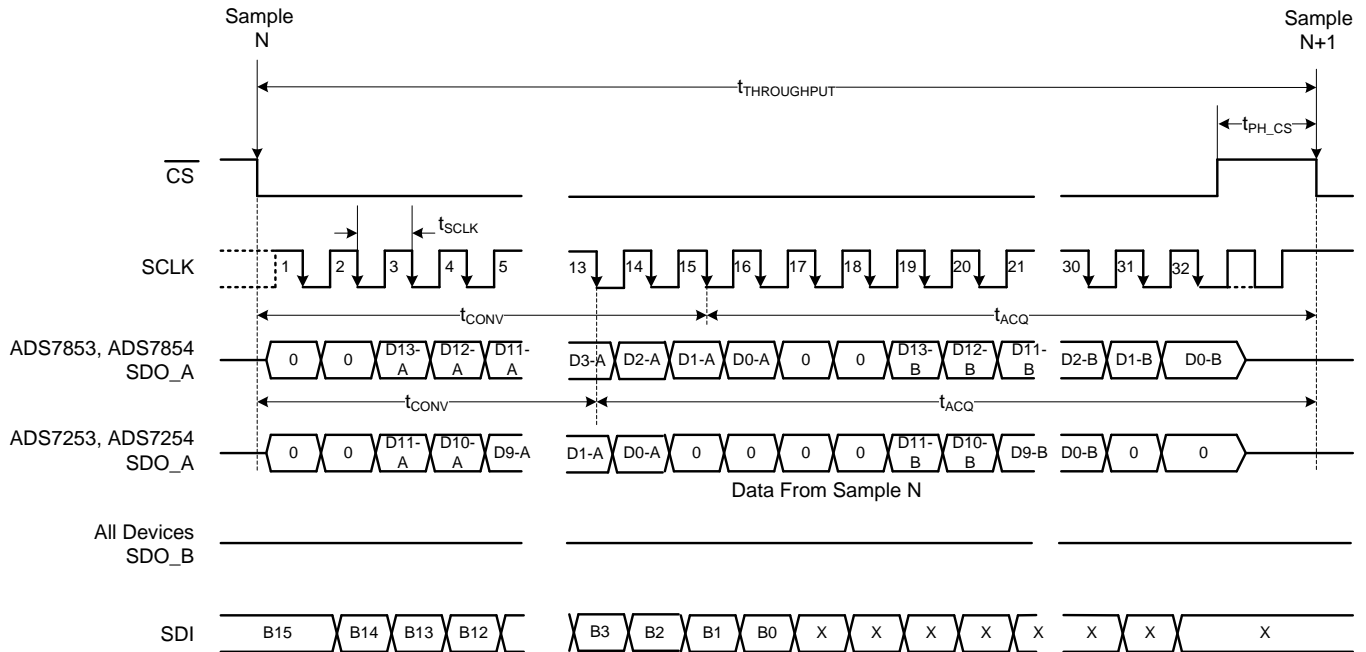 Sample
N
Sample
N+1
tTHROUGHPUT
tPH_CS
CS
tSCLK
SCLK
1 2 3 4 5 13 14 15 16 17 18 19 20 21 30 31 32
tCONV tACQ
ADS7853, ADS7854
SDO_A
0 0 D13-A D12-A D11-A D3-A D2-A D1-A D0-A 0 0 D13-B D12-B D11-B D2-B D1-B D0-B
tCONV tACQ
ADS7253, ADS7254
SDO_A
0 0 D11-A D10-A D9-A D1-A D0-A 0 0 0 0 D11-B D10-B D9-B D0-B 0 0
Data From Sample N
All Devices
SDO_B
SDI
B15 B14 B13 B12 B3 B2 B1 B0 X X X X X X X X